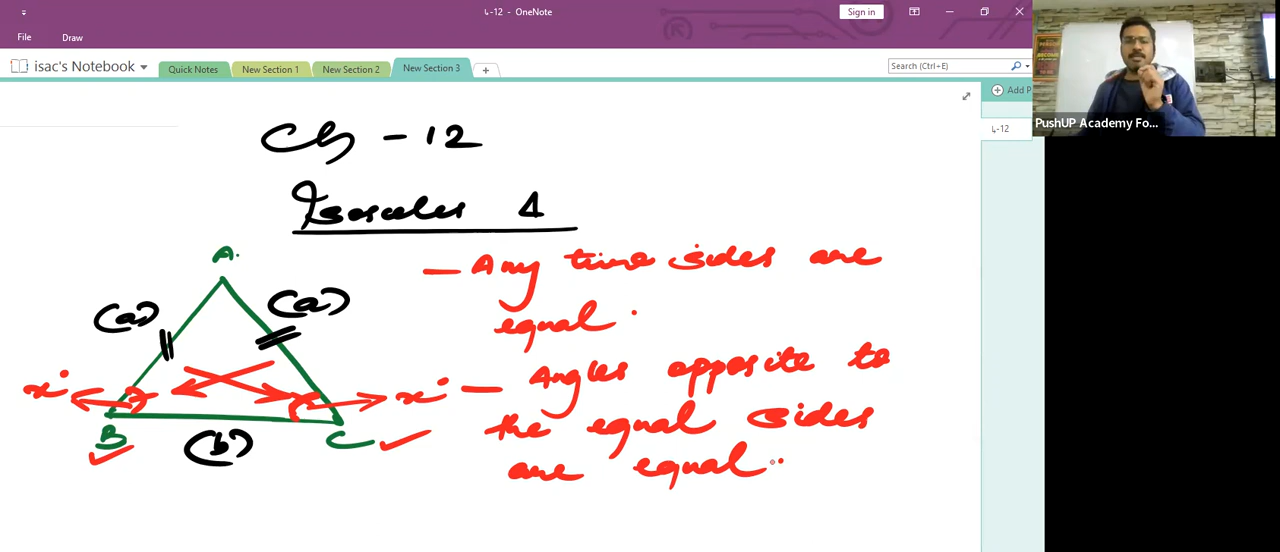 ↳-12 - OneNote
Sign in
File
Draw
isac's Notebook
Quick Notes
New Section 1
New Section 2
New Section 3
+
Search (Ctrl+E)
Add P
↳-12
PushUP Academy Fo...
Ch - 12
Isosceles Δ
A.
(a)
(a)
x°
x°
B
(b)
C
- Any time sides are
equal.
- Angles opposite to
the equal sides
are equal.